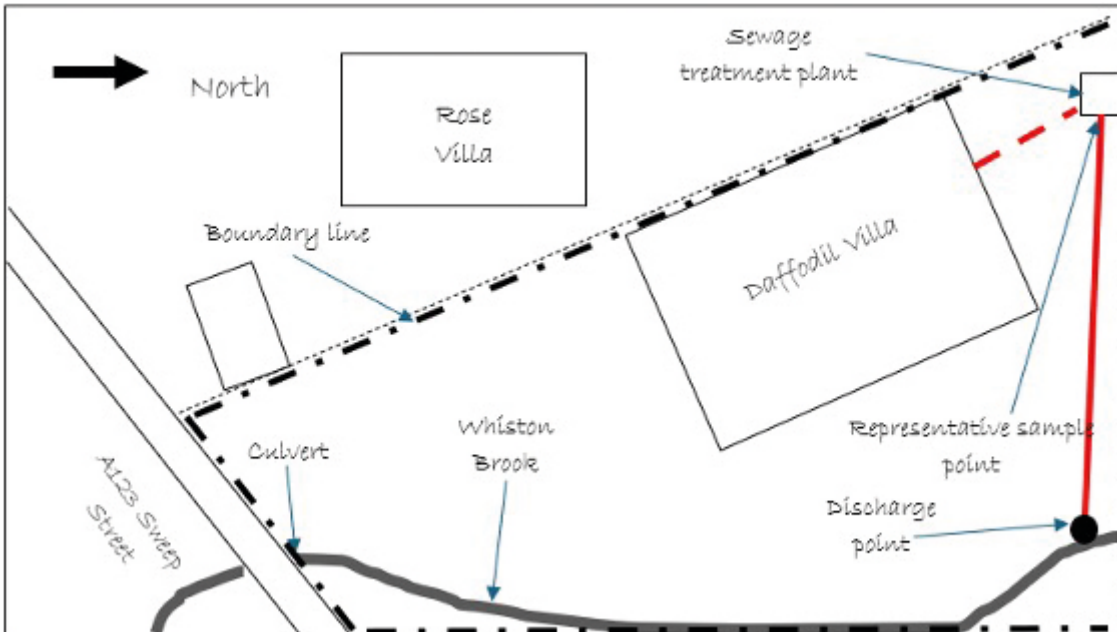 Sewage
treatment plant
North
Rose
Villa
Boundary line
Daffodil Villa
Culvert
Whiston
Brook
Representative sample
point
A123 Sweep
Street
Discharge
point